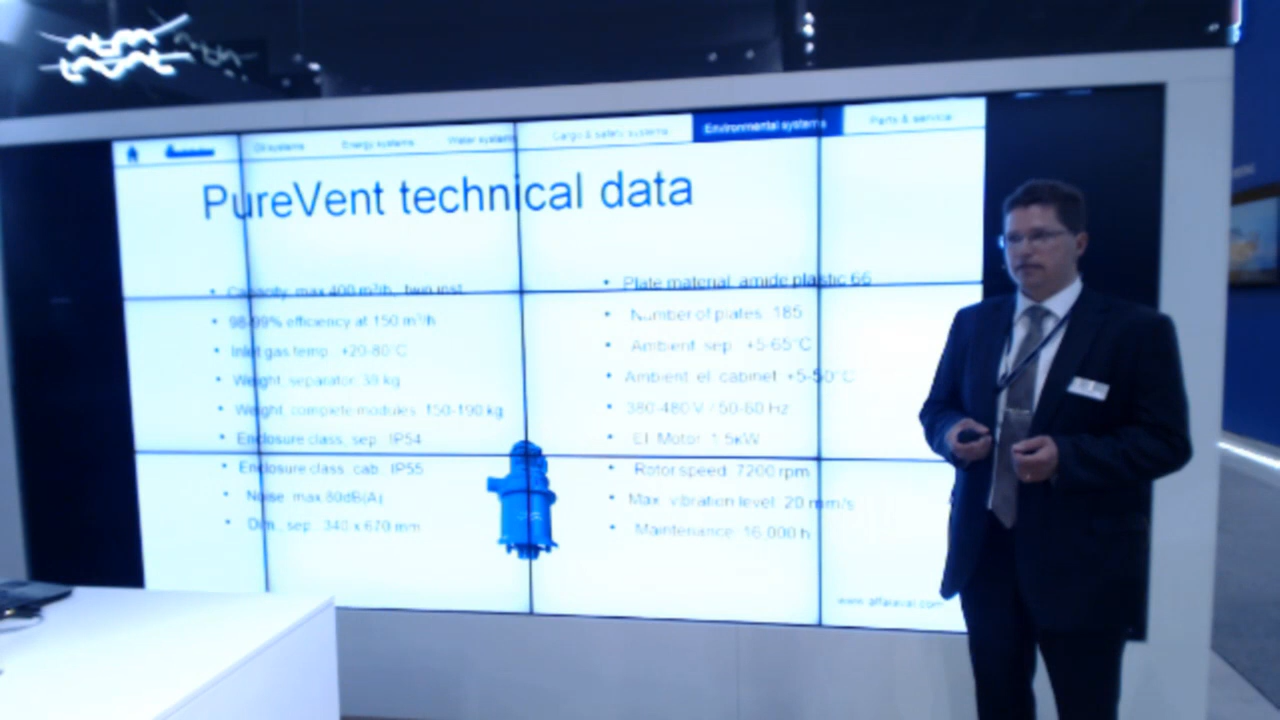 Oil systems
Energy systems
Water systems
Cargo & safety systems
Environmental systems
Parts & service
PureVent technical data
• Capacity: max 400 m³/h, twin inst.
• 98-99% efficiency at 150 m³/h
• Inlet gas temp.: +20-80°C
• Weight, separator: 39 kg
• Weight, complete modules: 150-190 kg
• Enclosure class, sep.: IP54
• Enclosure class, cab.: IP55
• Noise: max 80dB(A)
• Dim., sep.: 340 x 670 mm
• Plate material: amide plastic 66
• Number of plates: 185
• Ambient, sep.: +5-65°C
• Ambient, el. cabinet: +5-50°C
• 380-480 V / 50-60 Hz
• El. Motor: 1.5kW
• Rotor speed: 7200 rpm
• Max. vibration level: 20 mm/s
• Maintenance: 16,000 h
www.alfalaval.com